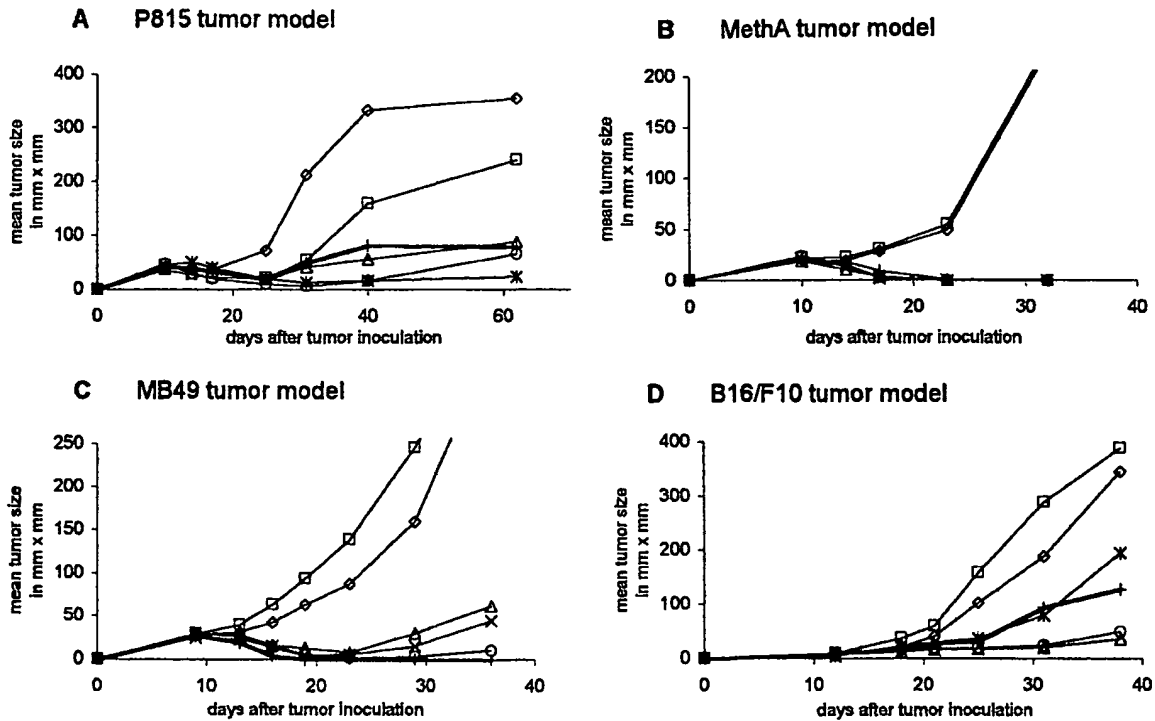 A P815 tumor model
400
300
200
100
0
0 20 40 60
mean tumor size
in mm x mm
days after tumor inoculation
B MethA tumor model
200
150
100
50
0
0 10 20 30 40
mean tumor size
in mm x mm
days after tumor inoculation
C MB49 tumor model
250
200
150
100
50
0
0 10 20 30 40
mean tumor size
in mm x mm
days after tumor inoculation
D B16/F10 tumor model
400
300
200
100
0
0 10 20 30 40
mean tumor size
in mm x mm
days after tumor inoculation